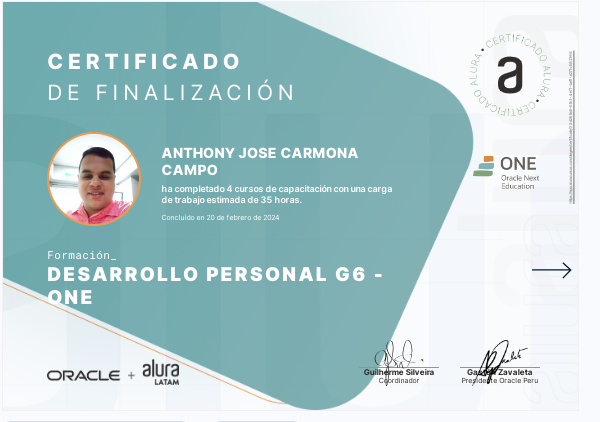 CERTIFICADO
DE FINALIZACIÓN
ANTHONY JOSE CARMONA
CAMPO
ha completado 4 cursos de capacitación con una carga
de trabajo estimada de 35 horas.
Concluido en 20 de febrero de 2024
Formación_
DESARROLLO PERSONAL G6 -
ONE
ORACLE + alura
LATAM
Guilherme Silveira
Coordinador
Gastón Zavaleta
Presidente Oracle Peru
CERTIFICADO ALURA • CERTIFICADO ALURA •
a
ONE
Oracle Next
Education